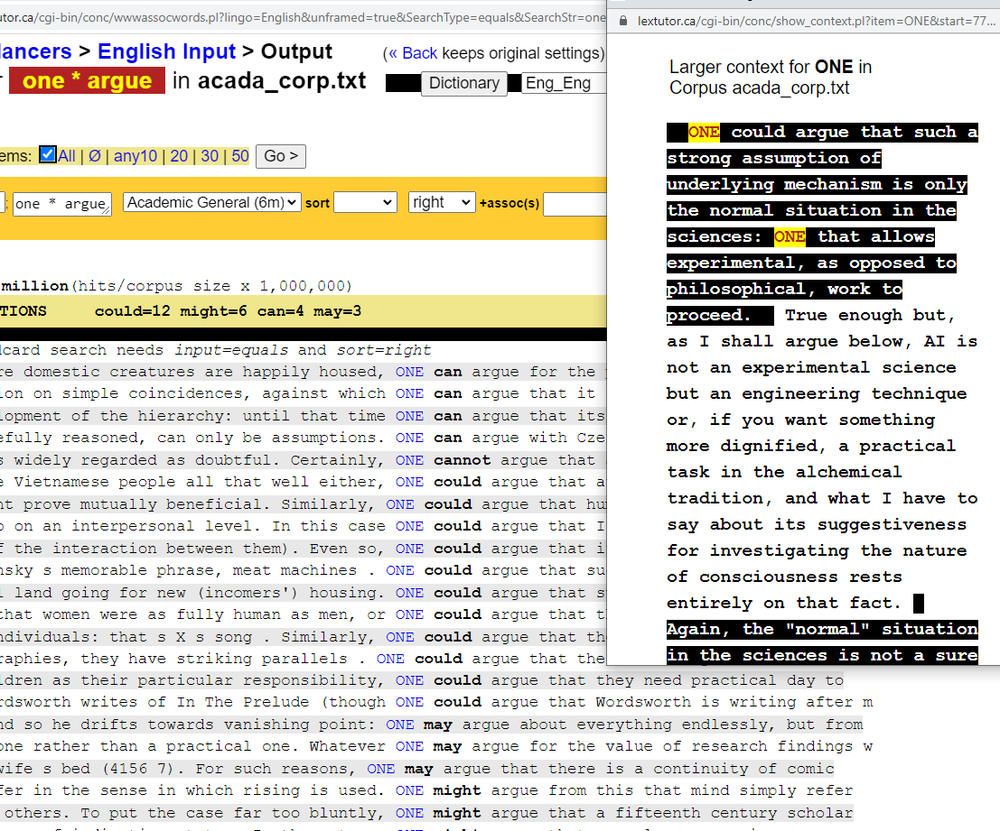 tor.ca/cgi-bin/conc/wwwassocwords.pl?lingo=English&unframed=true&SearchType=equals&SearchStr=one
dancers > English Input > Output (« Back keeps original settings)
one * argue in acada_corp.txt Dictionary Eng_Eng
ems: All | Ø | any10 | 20 | 30 | 50 Go >
; one * argue Academic General (6m) sort right +assoc(s)
million(hits/corpus size x 1,000,000)
TIONS could=12 might=6 can=4 may=3
dcard search needs input=equals and sort=right
re domestic creatures are happily housed, ONE can argue for the
ion on simple coincidences, against which ONE can argue that it
lopment of the hierarchy: until that time ONE can argue that its
efully reasoned, can only be assumptions. ONE can argue with Cze
s widely regarded as doubtful. Certainly, ONE cannot argue that
e Vietnamese people all that well either, ONE could argue that a
nt prove mutually beneficial. Similarly, ONE could argue that hu
o on an interpersonal level. In this case ONE could argue that I
f the interaction between them). Even so, ONE could argue that i
nsky s memorable phrase, meat machines . ONE could argue that su
l land going for new (incomers') housing. ONE could argue that s
that women were as fully human as men, or ONE could argue that t
ndividuals: that s X s song . Similarly, ONE could argue that the
raphies, they have striking parallels . ONE could argue that the
ldren as their particular responsibility, ONE could argue that they need practical day to
rdsworth writes of In The Prelude (though ONE could argue that Wordsworth is writing after m
nd so he drifts towards vanishing point: ONE may argue about everything endlessly, but from
one rather than a practical one. Whatever ONE may argue for the value of research findings w
wife s bed (4156 7). For such reasons, ONE may argue that there is a continuity of comic
fer in the sense in which rising is used. ONE might argue from this that mind simply refer
others. To put the case far too bluntly, ONE might argue that a fifteenth century scholar
lextutor.ca/cgi-bin/conc/show_context.pl?item=ONE&start=77...
Larger context for ONE in
Corpus acada_corp.txt
ONE could argue that such a
strong assumption of
underlying mechanism is only
the normal situation in the
sciences: ONE that allows
experimental, as opposed to
philosophical, work to
proceed. True enough but,
as I shall argue below, AI is
not an experimental science
but an engineering technique
or, if you want something
more dignified, a practical
task in the alchemical
tradition, and what I have to
say about its suggestiveness
for investigating the nature
of consciousness rests
entirely on that fact.
Again, the "normal" situation
in the sciences is not a sure